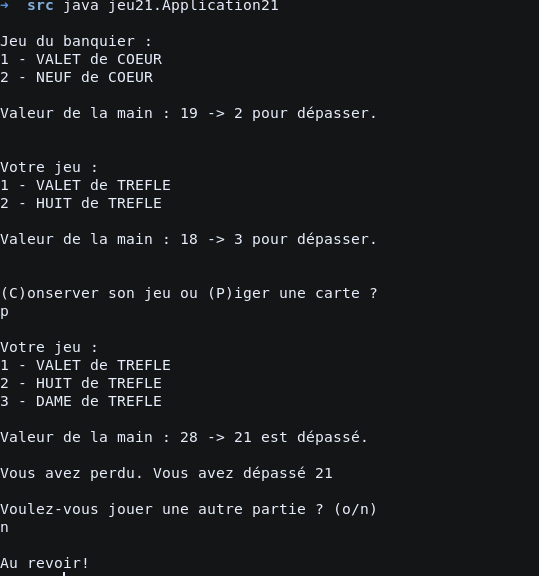 ➜  src java jeu21.Application21
Jeu du banquier :
1 - VALET de COEUR
2 - NEUF de COEUR
Valeur de la main : 19 -> 2 pour dépasser.
Votre jeu :
1 - VALET de TREFLE
2 - HUIT de TREFLE
Valeur de la main : 18 -> 3 pour dépasser.
(C)onserver son jeu ou (P)iger une carte ?
p
Votre jeu :
1 - VALET de TREFLE
2 - HUIT de TREFLE
3 - DAME de TREFLE
Valeur de la main : 28 -> 21 est dépassé.
Vous avez perdu. Vous avez dépassé 21
Voulez-vous jouer une autre partie ? (o/n)
n
Au revoir!